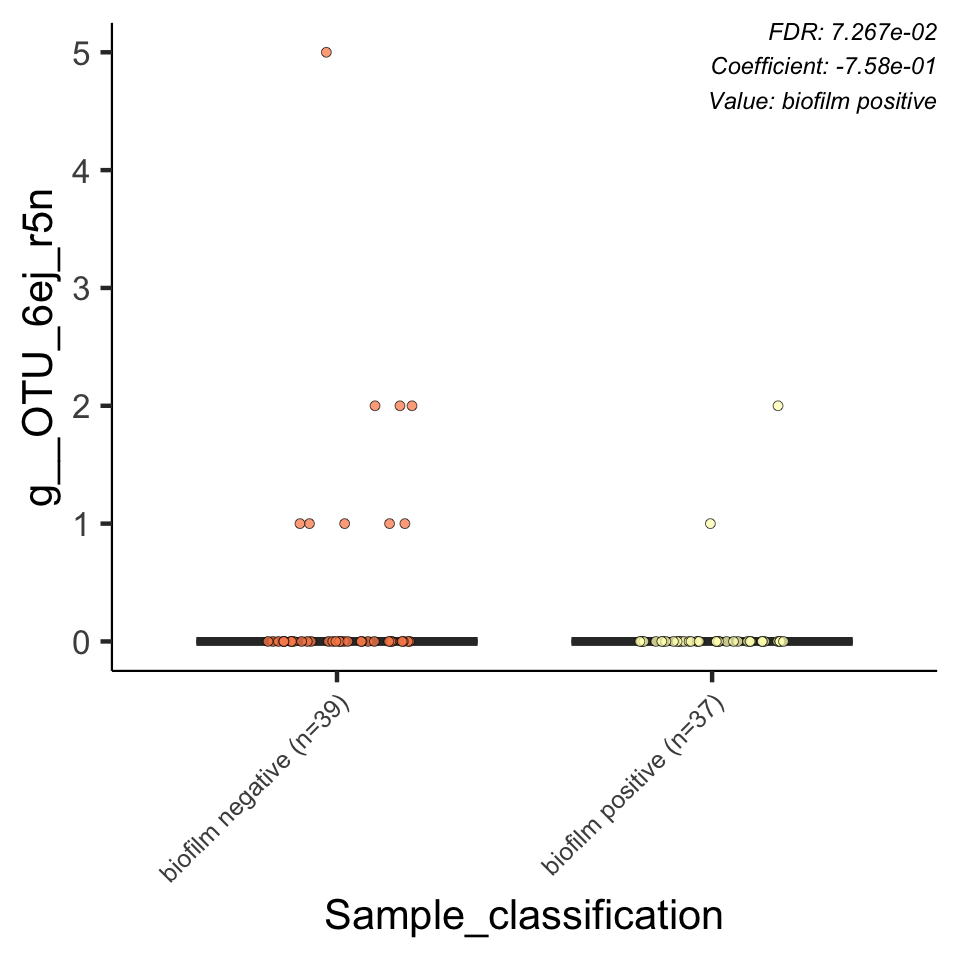 FDR: 7.267e-02
Coefficient: -7.58e-01
Value: biofilm positive
g__OTU_6ej_r5n
5
4
3
2
1
0
biofilm negative (n=39)
biofilm positive (n=37)
Sample_classification